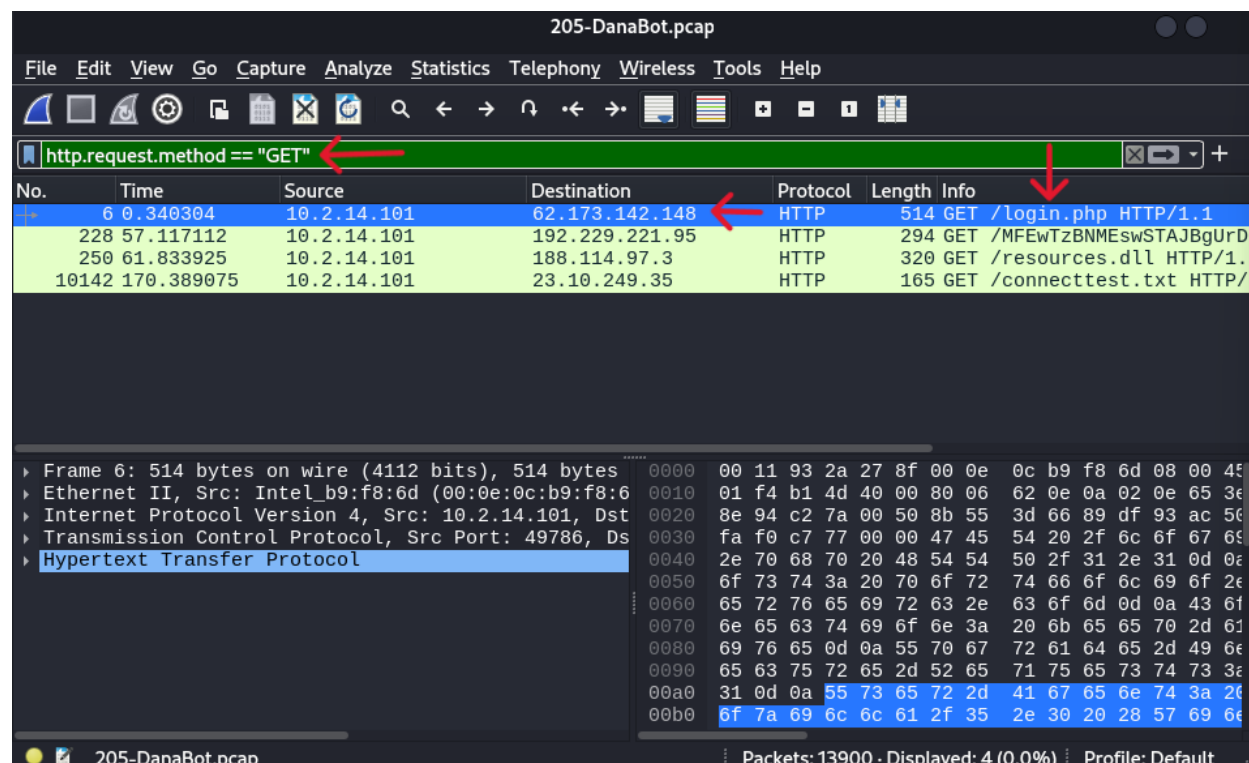 205-DanaBot.pcap
File Edit View Go Capture Analyze Statistics Telephony Wireless Tools Help
http.request.method == "GET"
No. Time Source Destination Protocol Length Info
6 0.340304 10.2.14.101 62.173.142.148 HTTP 514 GET /login.php HTTP/1.1
228 57.117112 10.2.14.101 192.229.221.95 HTTP 294 GET /MFEwTzBNMEswSTAJBgUrD
250 61.833925 10.2.14.101 188.114.97.3 HTTP 320 GET /resources.dll HTTP/1.
10142 170.389075 10.2.14.101 23.10.249.35 HTTP 165 GET /connecttest.txt HTTP/
Frame 6: 514 bytes on wire (4112 bits), 514 bytes
Ethernet II, Src: Intel_b9:f8:6d (00:0e:0c:b9:f8:6
Internet Protocol Version 4, Src: 10.2.14.101, Dst
Transmission Control Protocol, Src Port: 49786, Ds
Hypertext Transfer Protocol
0000 00 11 93 2a 27 8f 00 0e 0c b9 f8 6d 08 00 45
0010 01 f4 b1 4d 40 00 80 06 62 0e 0a 02 0e 65 3e
0020 8e 94 c2 7a 00 50 8b 55 3d 66 89 df 93 ac 50
0030 fa f0 c7 77 00 00 47 45 54 20 2f 6c 6f 67 69
0040 2e 70 68 70 20 48 54 54 50 2f 31 2e 31 0d 0a
0050 6f 73 74 3a 20 70 6f 72 74 66 6f 6c 69 6f 2e
0060 65 72 76 65 69 72 63 2e 63 6f 6d 0d 0a 43 6f
0070 6e 65 63 74 69 6f 6e 3a 20 6b 65 65 70 2d 61
0080 69 76 65 0d 0a 55 70 67 72 61 64 65 2d 49 6e
0090 65 63 75 72 65 2d 52 65 71 75 65 73 74 73 3a
00a0 31 0d 0a 55 73 65 72 2d 41 67 65 6e 74 3a 20
00b0 6f 7a 69 6c 6c 61 2f 35 2e 30 20 28 57 69 6e
205-DanaBot.pcap Packets: 13900 · Displayed: 4 (0.0%) Profile: Default